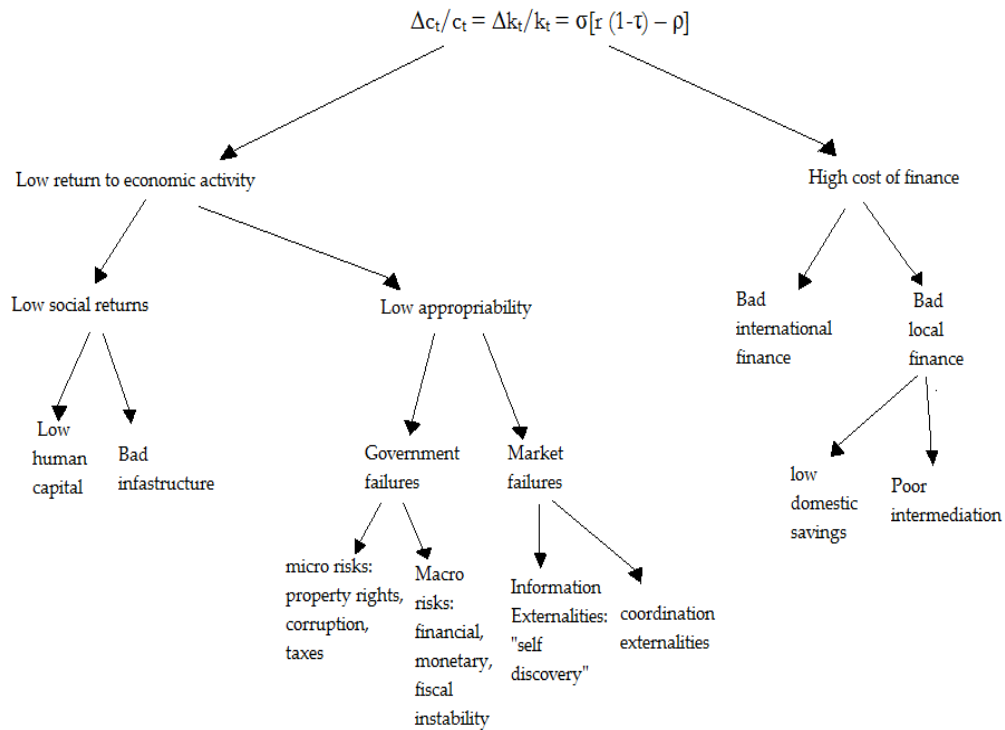 Δcₜ/cₜ = Δkₜ/kₜ = σ[r (1-τ) – ρ]
Low return to economic activity
High cost of finance
Low social returns
Low appropriability
Bad
international
finance
Bad
local
finance
Low
human
capital
Bad
infastructure
Government
failures
Market
failures
low
domestic
savings
Poor
intermediation
micro risks:
property rights,
corruption,
taxes
Macro
risks:
financial,
monetary,
fiscal
instability
Information
Externalities:
"self
discovery"
coordination
externalities